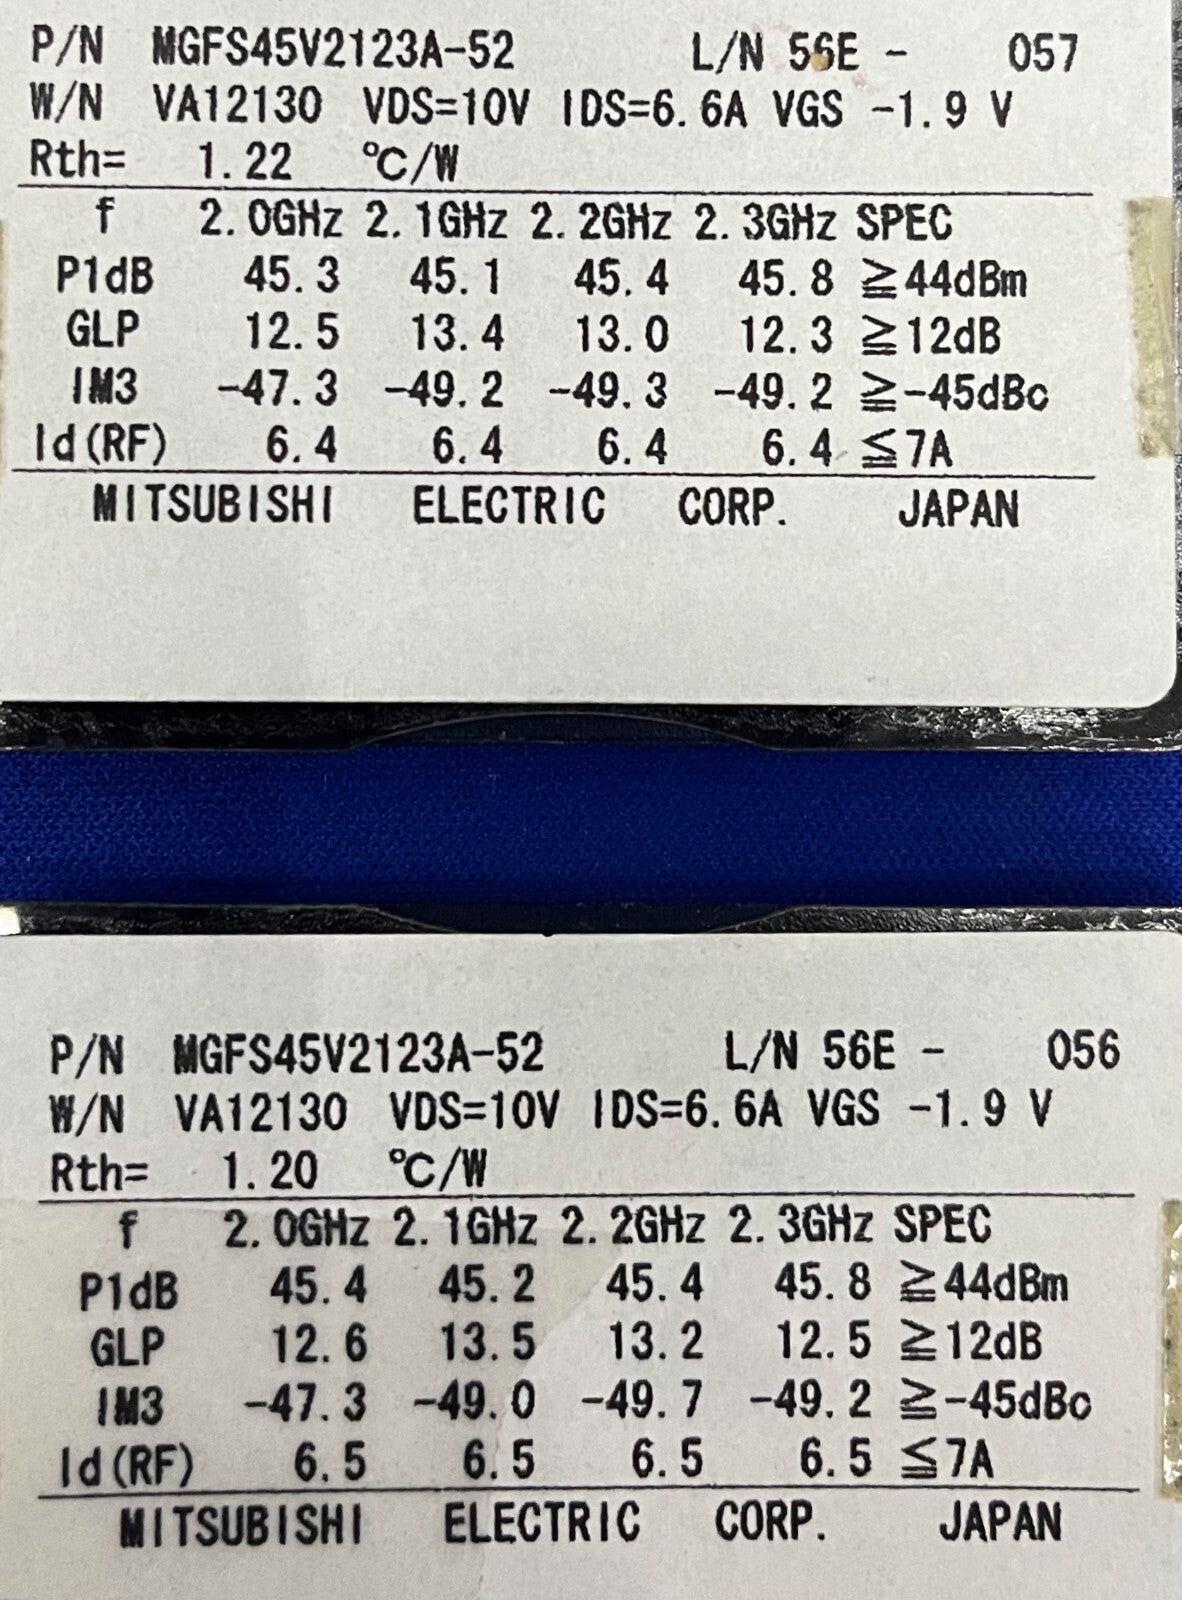 P/N MGFS45V2123A-52 L/N 56E - 057
W/N VA12130 VDS=10V IDS=6.6A VGS -1.9 V
Rth= 1.22 ℃/W
f 2.0GHz 2.1GHz 2.2GHz 2.3GHz SPEC
P1dB 45.3 45.1 45.4 45.8 ≧44dBm
GLP 12.5 13.4 13.0 12.3 ≧12dB
IM3 -47.3 -49.2 -49.3 -49.2 ≧-45dBc
Id(RF) 6.4 6.4 6.4 6.4 ≦7A
MITSUBISHI ELECTRIC CORP. JAPAN
P/N MGFS45V2123A-52 L/N 56E - 056
W/N VA12130 VDS=10V IDS=6.6A VGS -1.9 V
Rth= 1.20 ℃/W
f 2.0GHz 2.1GHz 2.2GHz 2.3GHz SPEC
P1dB 45.4 45.2 45.4 45.8 ≧44dBm
GLP 12.6 13.5 13.2 12.5 ≧12dB
IM3 -47.3 -49.0 -49.7 -49.2 ≧-45dBc
Id(RF) 6.5 6.5 6.5 6.5 ≦7A
MITSUBISHI ELECTRIC CORP. JAPAN